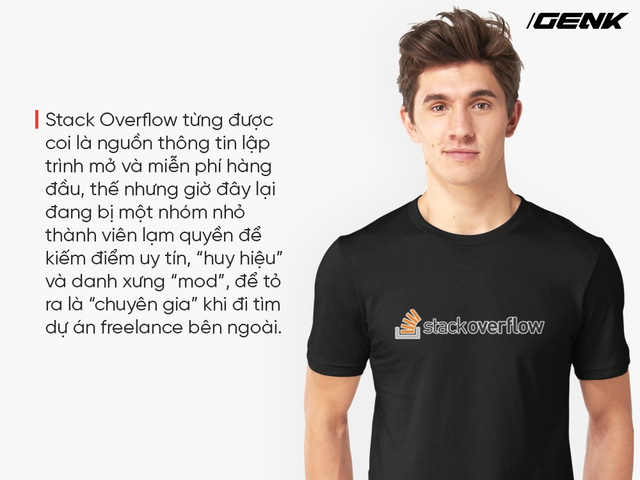 /GENK
Stack Overflow từng được
coi là nguồn thông tin lập
trình mở và miễn phí hàng
đầu, thế nhưng giờ đây lại
đang bị một nhóm nhỏ
thành viên lạm quyền để
kiếm điểm uy tín, “huy hiệu”
và danh xưng “mod”, để tỏ
ra là “chuyên gia” khi đi tìm
dự án freelance bên ngoài.
stackoverflow